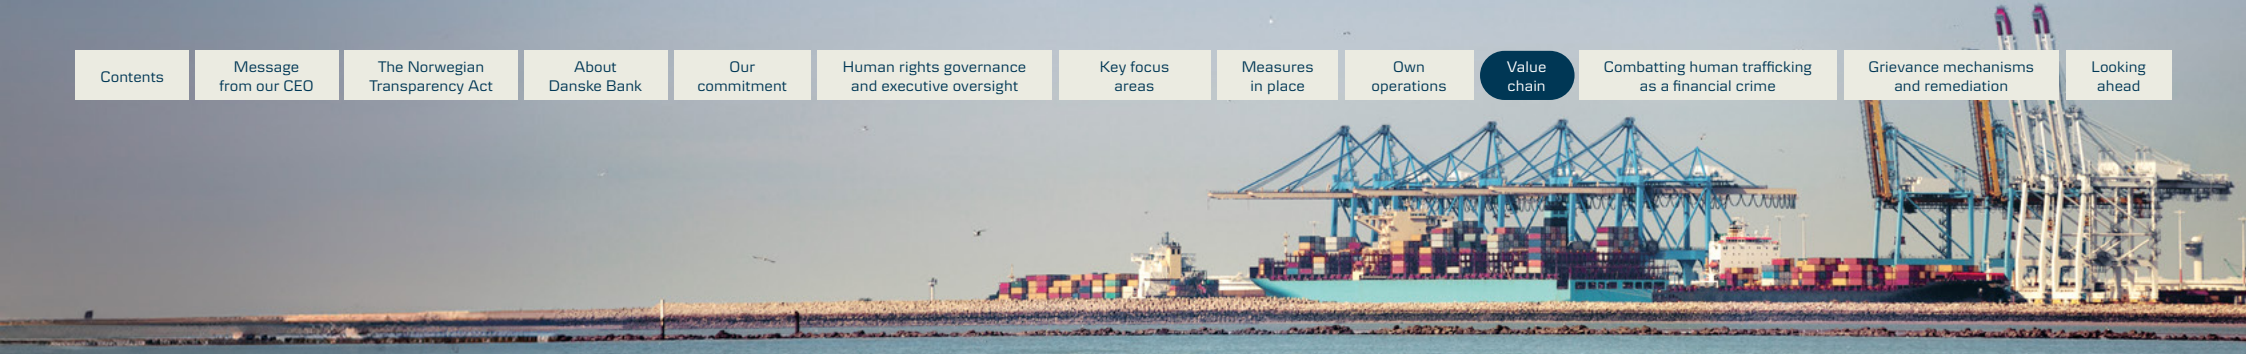 Contents
Message
from our CEO
The Norwegian
Transparency Act
About
Danske Bank
Our
commitment
Human rights governance
and executive oversight
Key focus
areas
Measures
in place
Own
operations
Value
chain
Combatting human trafficking
as a financial crime
Grievance mechanisms
and remediation
Looking
ahead